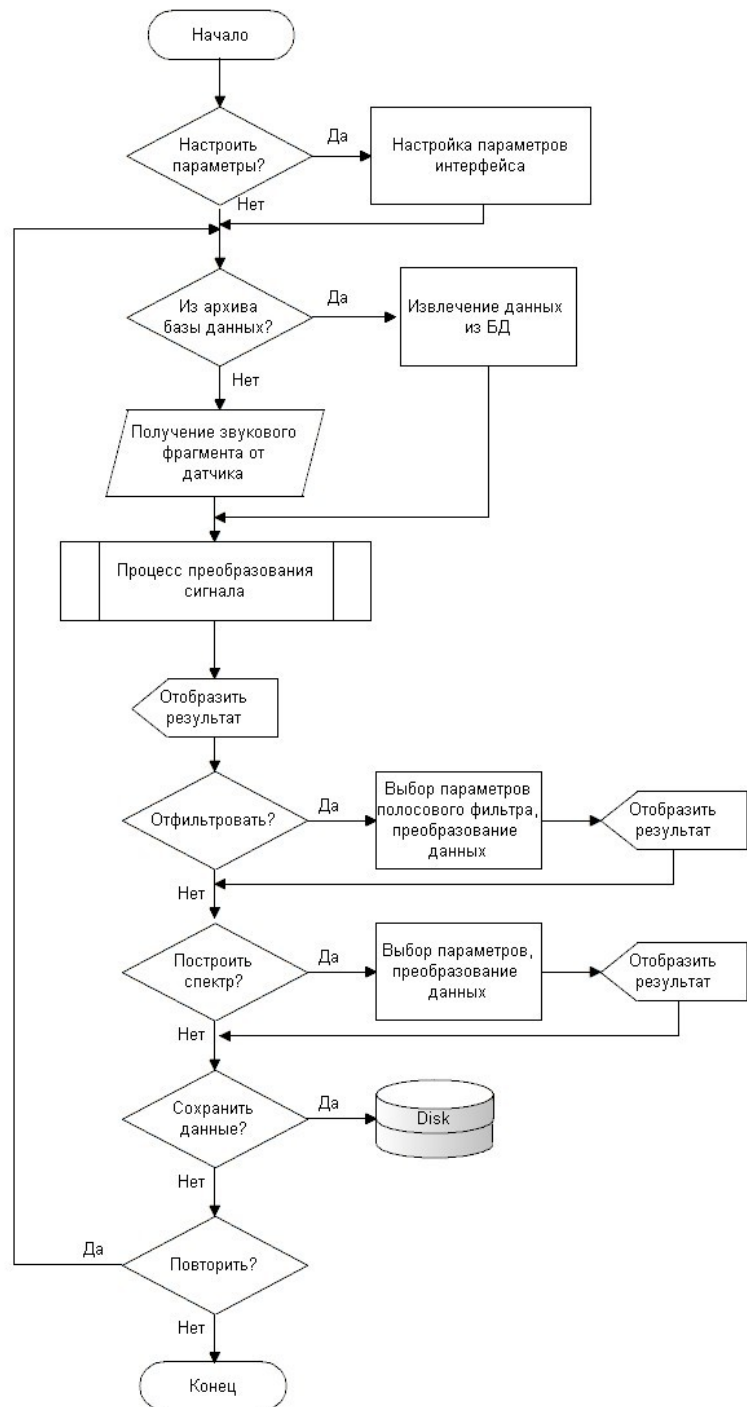 Начало
Настроить
параметры?
Да
Настройка параметров
интерфейса
Нет
Из архива
базы данных?
Да
Извлечение данных
из БД
Нет
Получение звукового
фрагмента от
датчика
Процесс преобразования
сигнала
Отобразить
результат
Отфильтровать?
Да
Выбор параметров
полосового фильтра,
преобразование
данных
Отобразить
результат
Нет
Построить
спектр?
Да
Выбор параметров,
преобразование
данных
Отобразить
результат
Нет
Сохранить
данные?
Да
Disk
Нет
Да
Повторить?
Нет
Конец